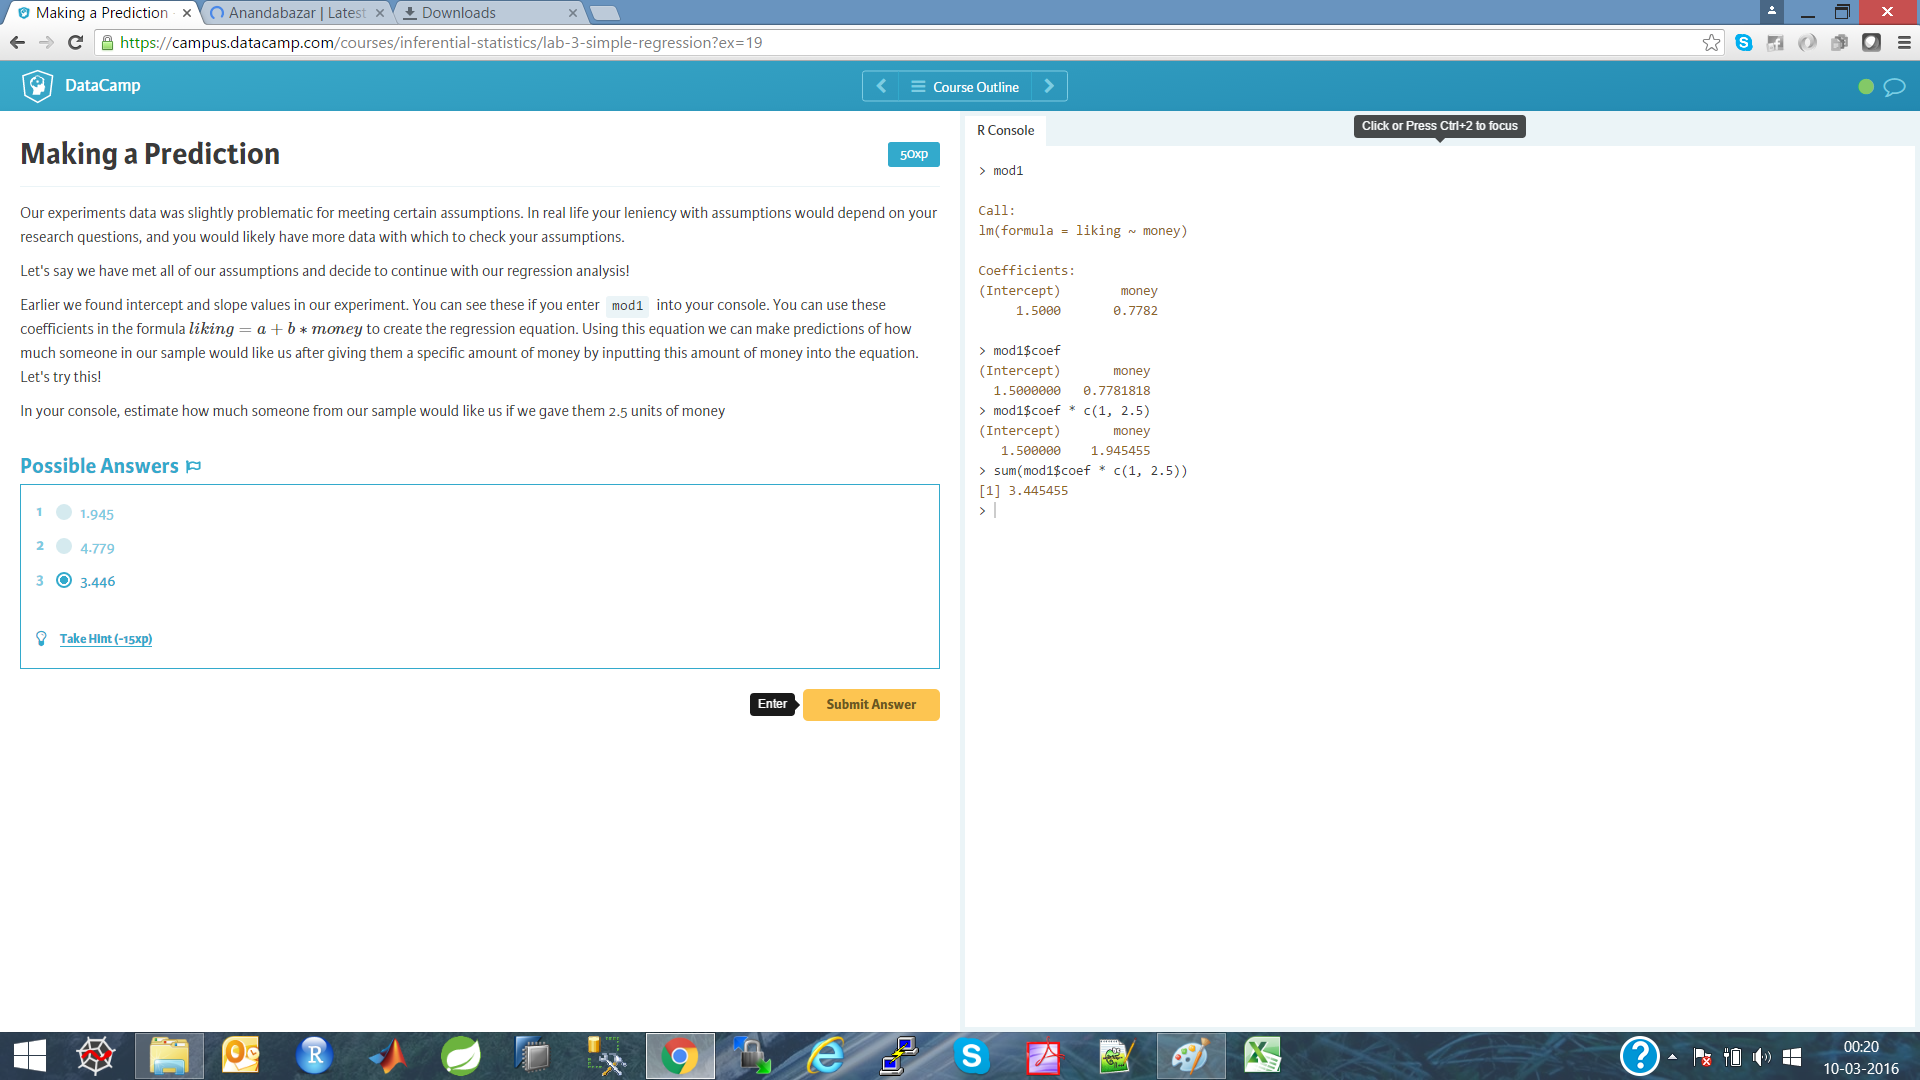 Making a Prediction
Anandabazar | Latest
Downloads
https://campus.datacamp.com/courses/inferential-statistics/lab-3-simple-regression?ex=19
DataCamp
Course Outline
Making a Prediction
50xp
Our experiments data was slightly problematic for meeting certain assumptions. In real life your leniency with assumptions would depend on your
research questions, and you would likely have more data with which to check your assumptions.
Let's say we have met all of our assumptions and decide to continue with our regression analysis!
Earlier we found intercept and slope values in our experiment. You can see these if you enter mod1 into your console. You can use these
coefficients in the formula liking = a + b * money to create the regression equation. Using this equation we can make predictions of how
much someone in our sample would like us after giving them a specific amount of money by inputting this amount of money into the equation.
Let's try this!
In your console, estimate how much someone from our sample would like us if we gave them 2.5 units of money
Possible Answers
1 1.945
2 4.779
3 3.446
Take Hint (-15xp)
Enter
Submit Answer
R Console
Click or Press Ctrl+2 to focus
> mod1
Call:
lm(formula = liking ~ money)
Coefficients:
(Intercept) money
1.5000 0.7782
> mod1$coef
(Intercept) money
1.5000000 0.7781818
> mod1$coef * c(1, 2.5)
(Intercept) money
1.500000 1.945455
> sum(mod1$coef * c(1, 2.5))
[1] 3.445455
>
00:20
10-03-2016